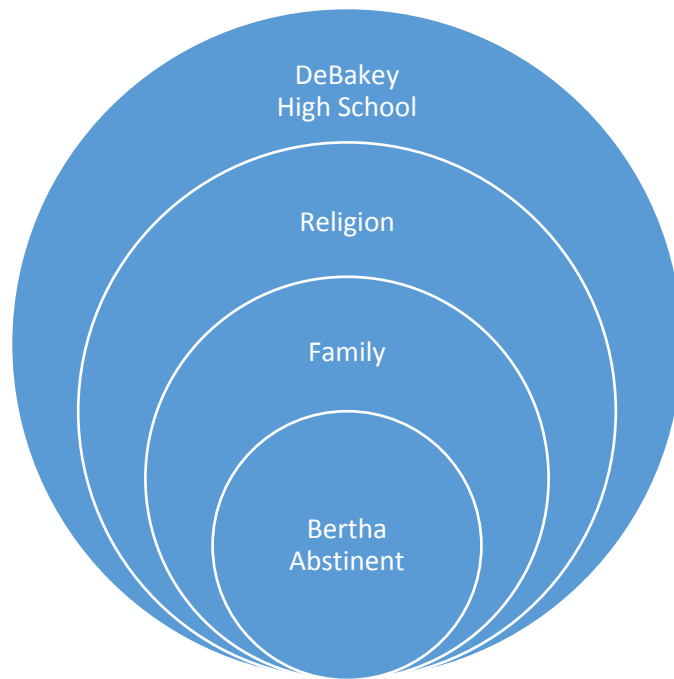 DeBakey
High School
Religion
Family
Bertha
Abstinent